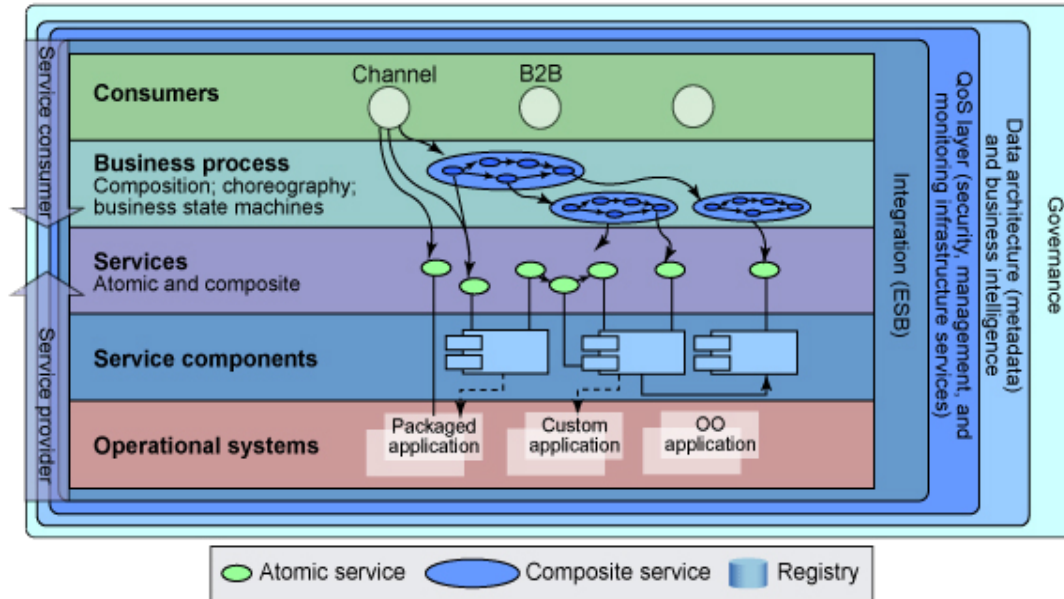 Channel
B2B
Consumers
Business process
Composition; choreography;
business state machines
Services
Atomic and composite
Service components
Operational systems
Packaged
application
Custom
application
OO
application
Service consumer
Service provider
Integration (ESB)
QoS layer (security, management, and
monitoring infrastructure services)
Data architecture (metadata)
and business intelligence
Governance
Atomic service
Composite service
Registry